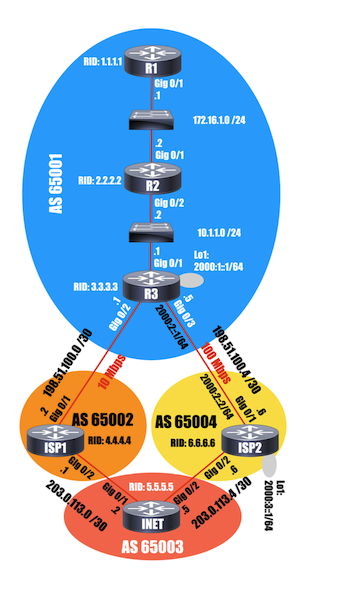 RID: 1.1.1.1
R1
Gig 0/1
.1
172.16.1.0 /24
.2
Gig 0/1
AS 65001
RID: 2.2.2.2
R2
Gig 0/2
.2
10.1.1.0 /24
.1
Gig 0/1
Lo1:
2000:1::1/64
RID: 3.3.3.3
R3
.1
Gig 0/2
.5
Gig 0/3
2000:2::1/64
198.51.100.0 /30
10 Mbps
100 Mbps
198.51.100.4 /30
2000:2::2/64
.2
Gig 0/1
.6
Gig 0/1
AS 65002
RID: 4.4.4.4
ISP1
AS 65004
RID: 6.6.6.6
ISP2
.1
Gig 0/2
203.0.113.0 /30
Gig 0/1
.2
RID: 5.5.5.5
Gig 0/2
.5
Gig 0/2
.6
203.0.113.4 /30
Lo1:
2000:3::1/64
INET
AS 65003